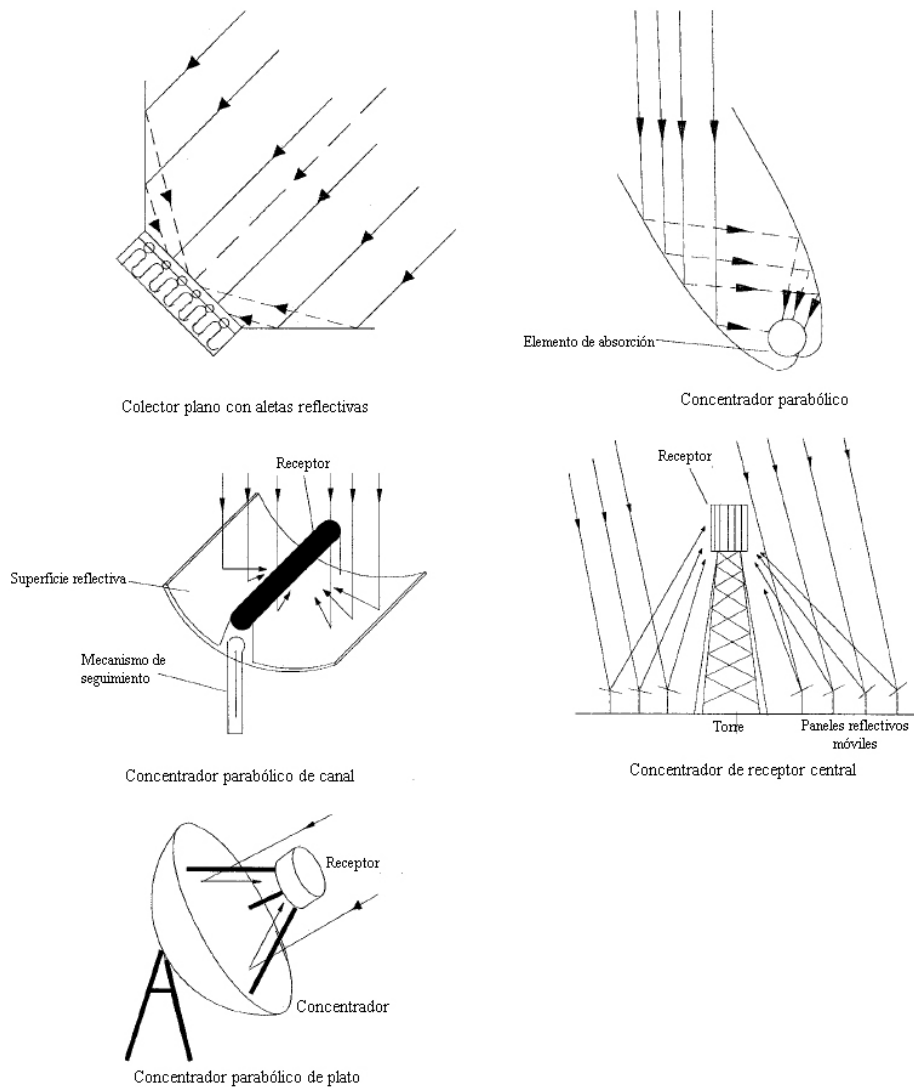 Elemento de absorción
Colector plano con aletas reflectivas
Concentrador parabólico
Receptor
Superficie reflectiva
Mecanismo de
seguimiento
Concentrador parabólico de canal
Receptor
Torre
Paneles reflectivos
móviles
Concentrador de receptor central
Receptor
Concentrador
Concentrador parabólico de plato